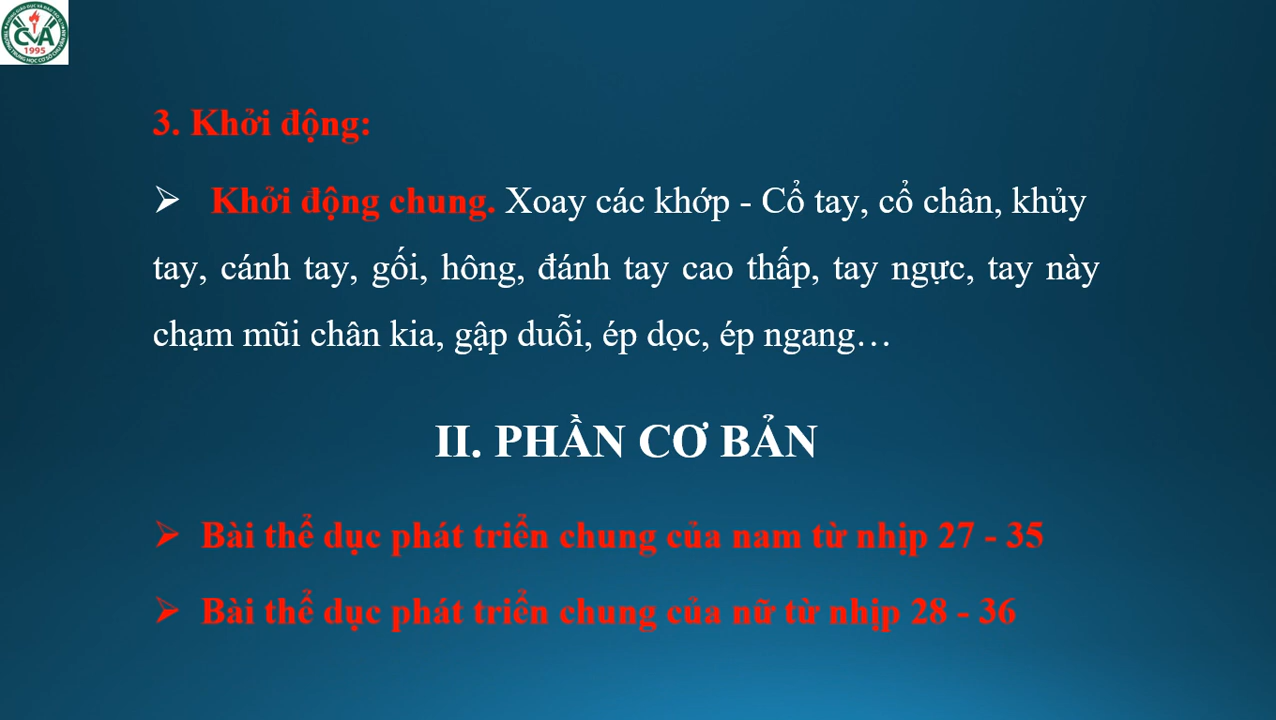 CVA
1995
3. Khởi động:
➢ Khởi động chung. Xoay các khớp - Cổ tay, cổ chân, khủy
tay, cánh tay, gối, hông, đánh tay cao thấp, tay ngực, tay này
chạm mũi chân kia, gập duỗi, ép dọc, ép ngang…
II. PHẦN CƠ BẢN
➢ Bài thể dục phát triển chung của nam từ nhịp 27 - 35
➢ Bài thể dục phát triển chung của nữ từ nhịp 28 - 36